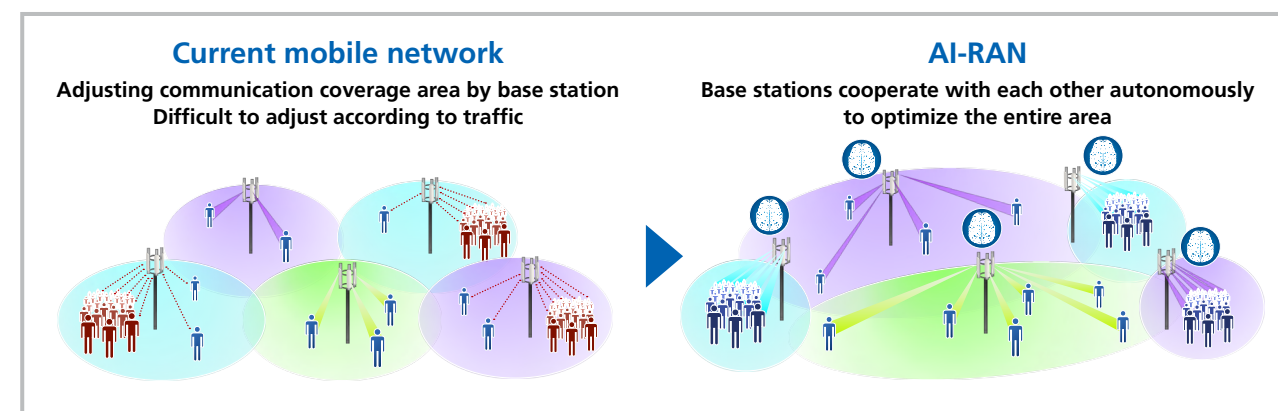 Current mobile network
Adjusting communication coverage area by base station
Difficult to adjust according to traffic
AI-RAN
Base stations cooperate with each other autonomously
to optimize the entire area